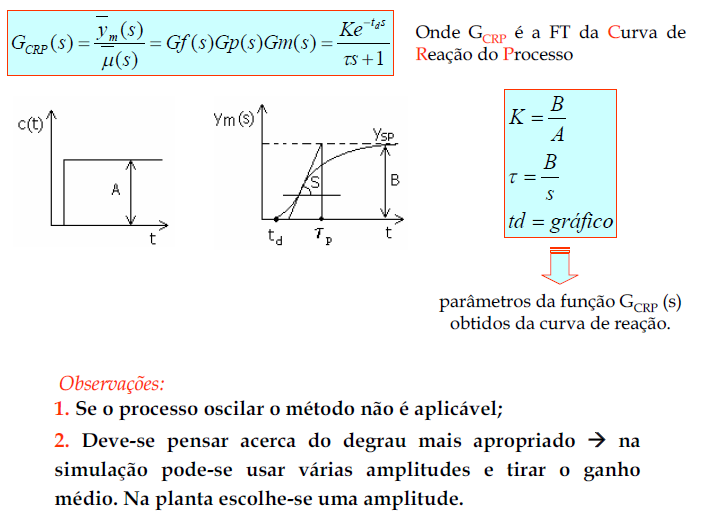 G_CRP(s) = y̅_m(s)/μ̅(s) = Gf(s)Gp(s)Gm(s) = Ke^(-t_d s)/(τs+1)
Onde G_CRP é a FT da Curva de
Reação do Processo
c(t)
A
t
Ym(s)
Y_SP
S
B
t_d
T_p
t
K = B/A
τ = B/s
td = gráfico
parâmetros da função G_CRP (s)
obtidos da curva de reação.
Observações:
1. Se o processo oscilar o método não é aplicável;
2. Deve-se pensar acerca do degrau mais apropriado → na
simulação pode-se usar várias amplitudes e tirar o ganho
médio. Na planta escolhe-se uma amplitude.